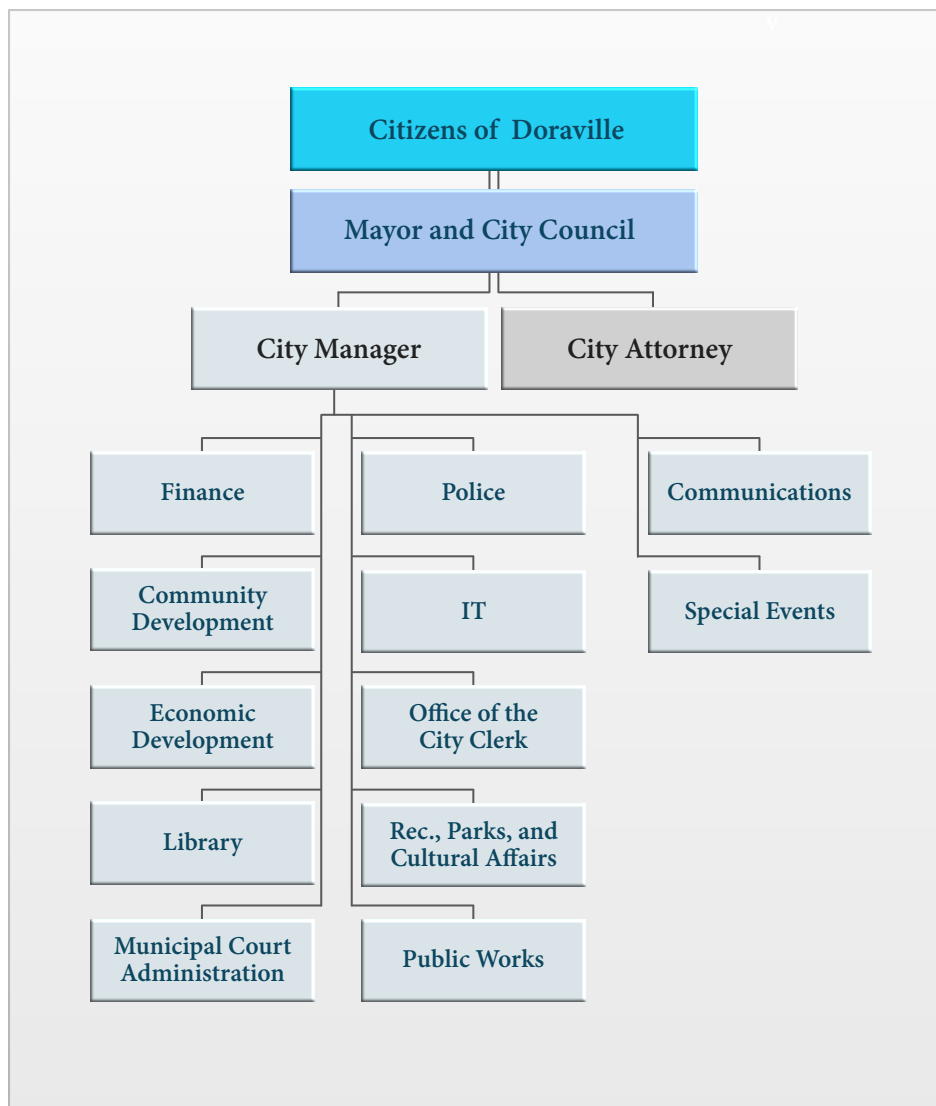 Citizens of Doraville
Mayor and City Council
City Manager
City Attorney
Finance
Police
Communications
Community
Development
IT
Special Events
Economic
Development
Office of the
City Clerk
Library
Rec., Parks, and
Cultural Affairs
Municipal Court
Administration
Public Works